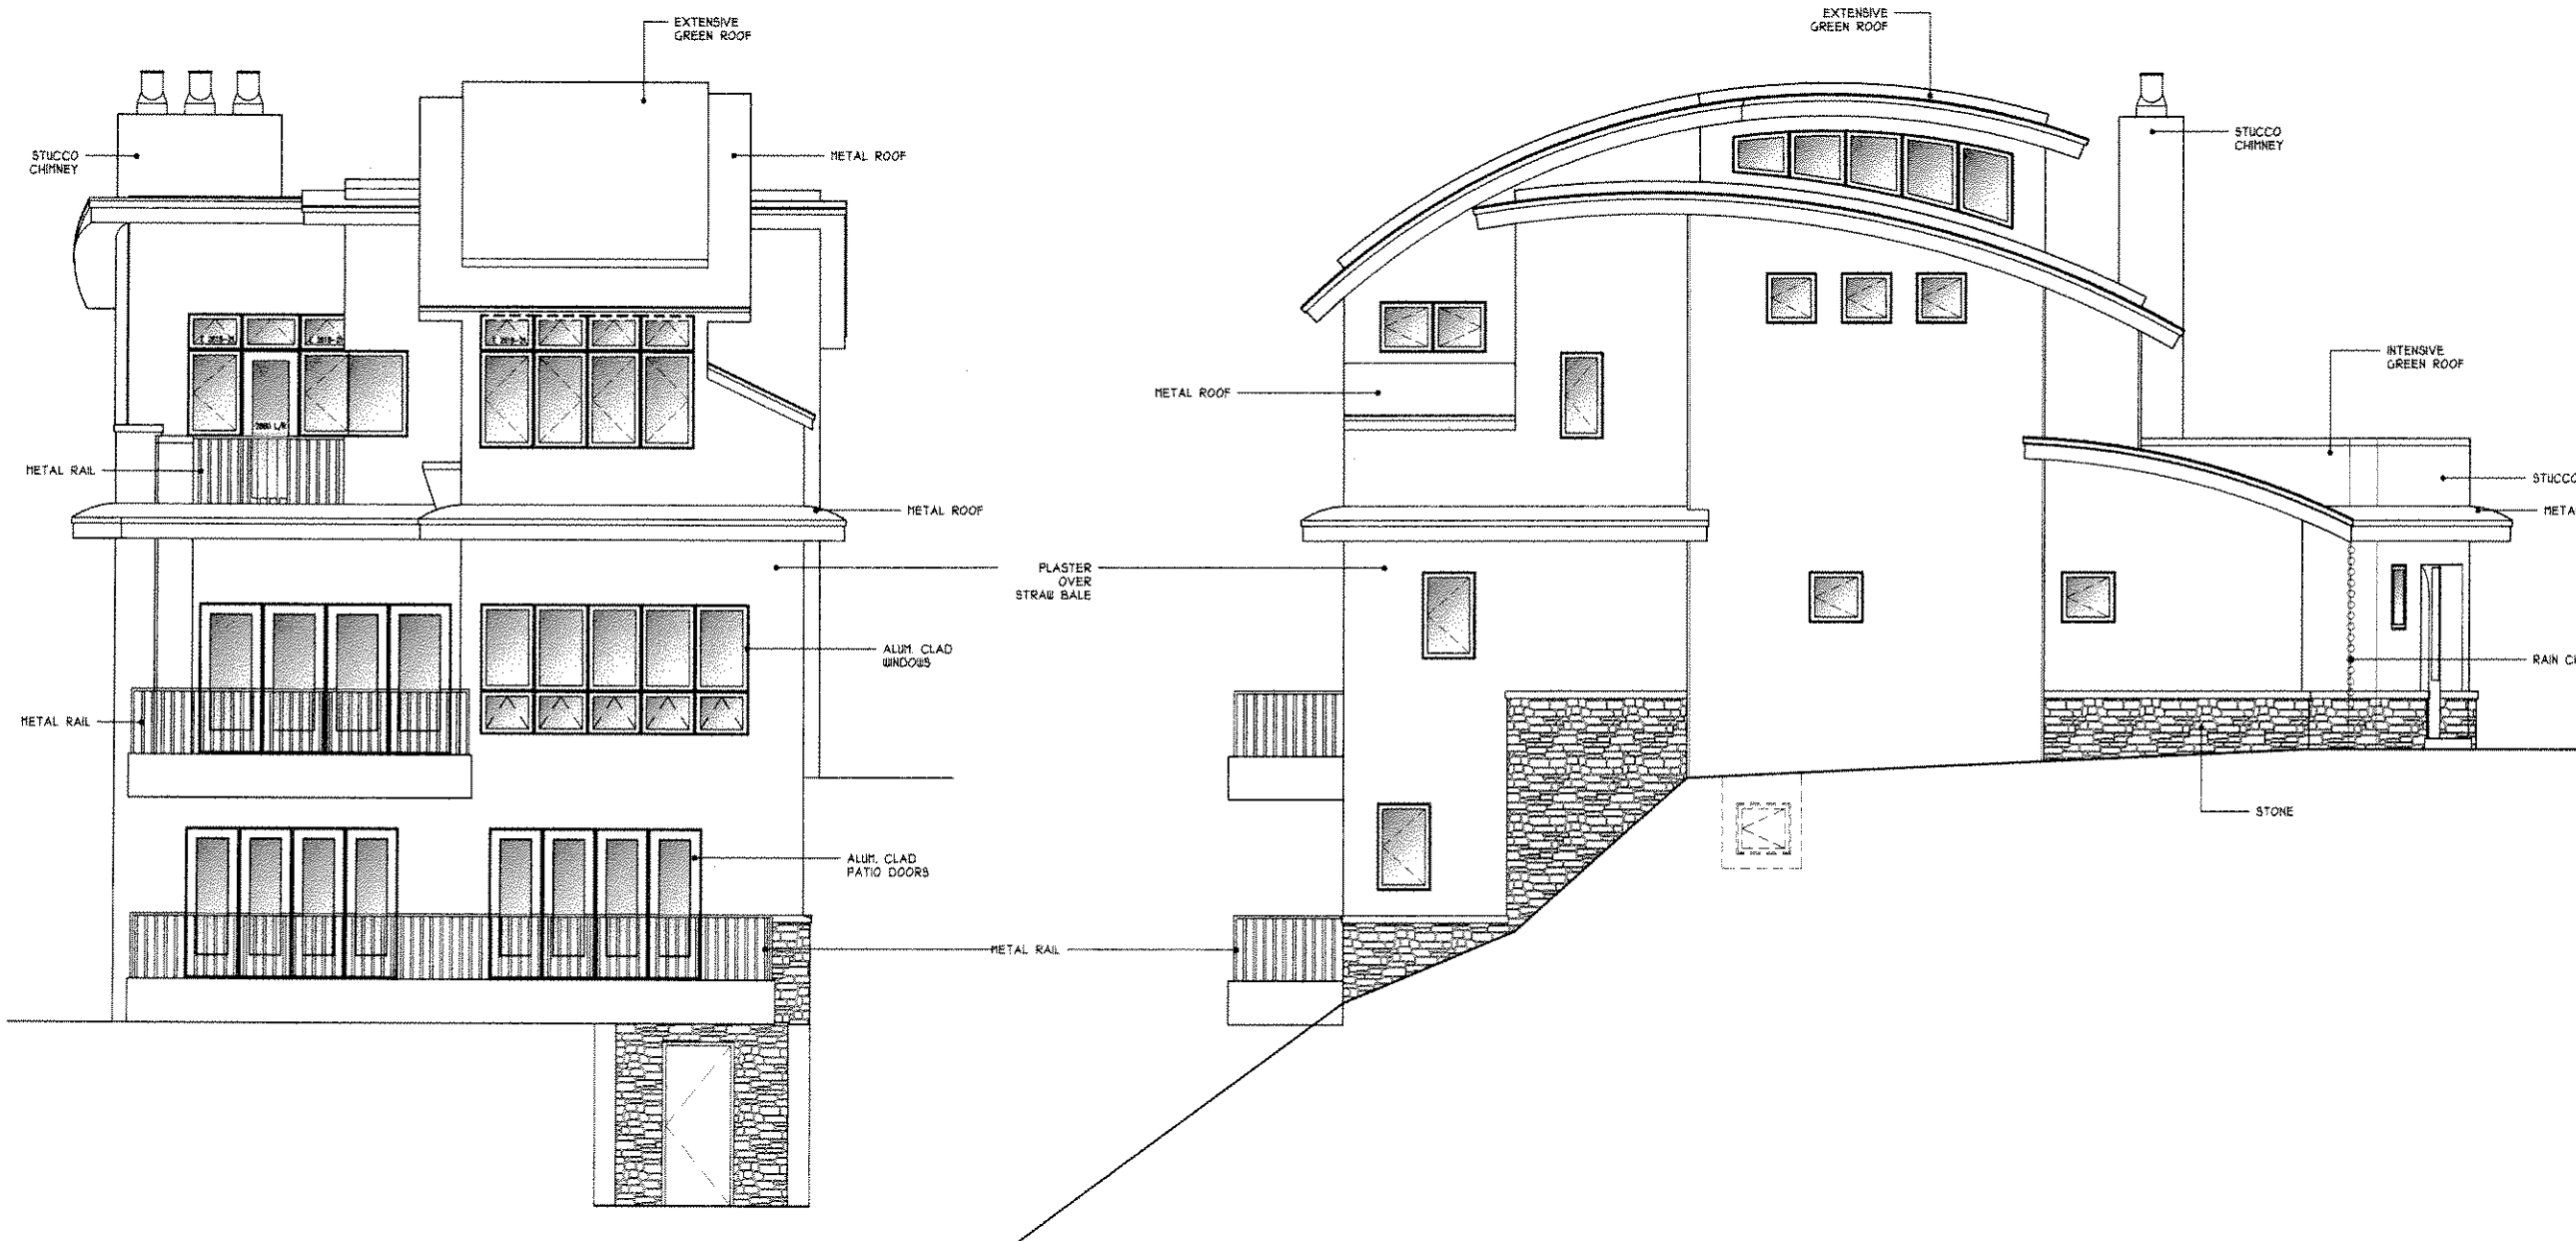 EXTENSIVE
GREEN ROOF
STUCCO
CHIMNEY
METAL ROOF
METAL RAIL
METAL ROOF
PLASTER
OVER
STRAW BALE
ALUM. CLAD
WINDOWS
METAL RAIL
ALUM. CLAD
PATIO DOORS
METAL RAIL
EXTENSIVE
GREEN ROOF
STUCCO
CHIMNEY
METAL ROOF
INTENSIVE
GREEN ROOF
STUCCO
META
RAIN C
STONE